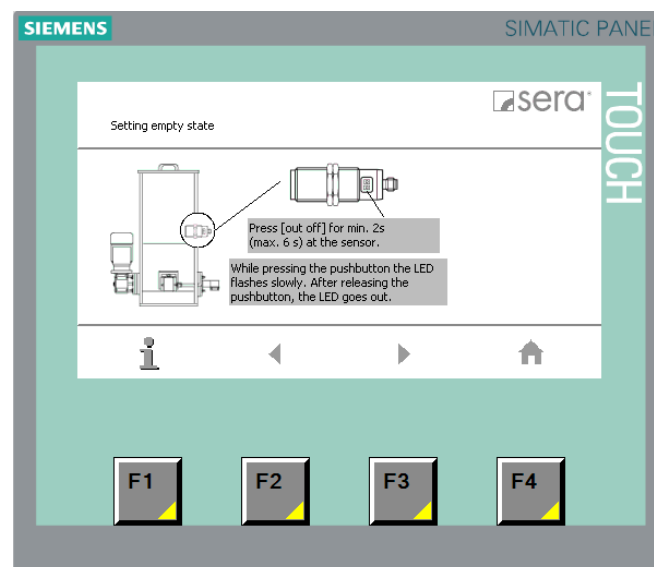 SIEMENS
SIMATIC PANE
TOUCH
sera
Setting empty state
Press [out off] for min. 2s
(max. 6 s) at the sensor.
While pressing the pushbutton the LED
flashes slowly. After releasing the
pushbutton, the LED goes out.
F1 F2 F3 F4